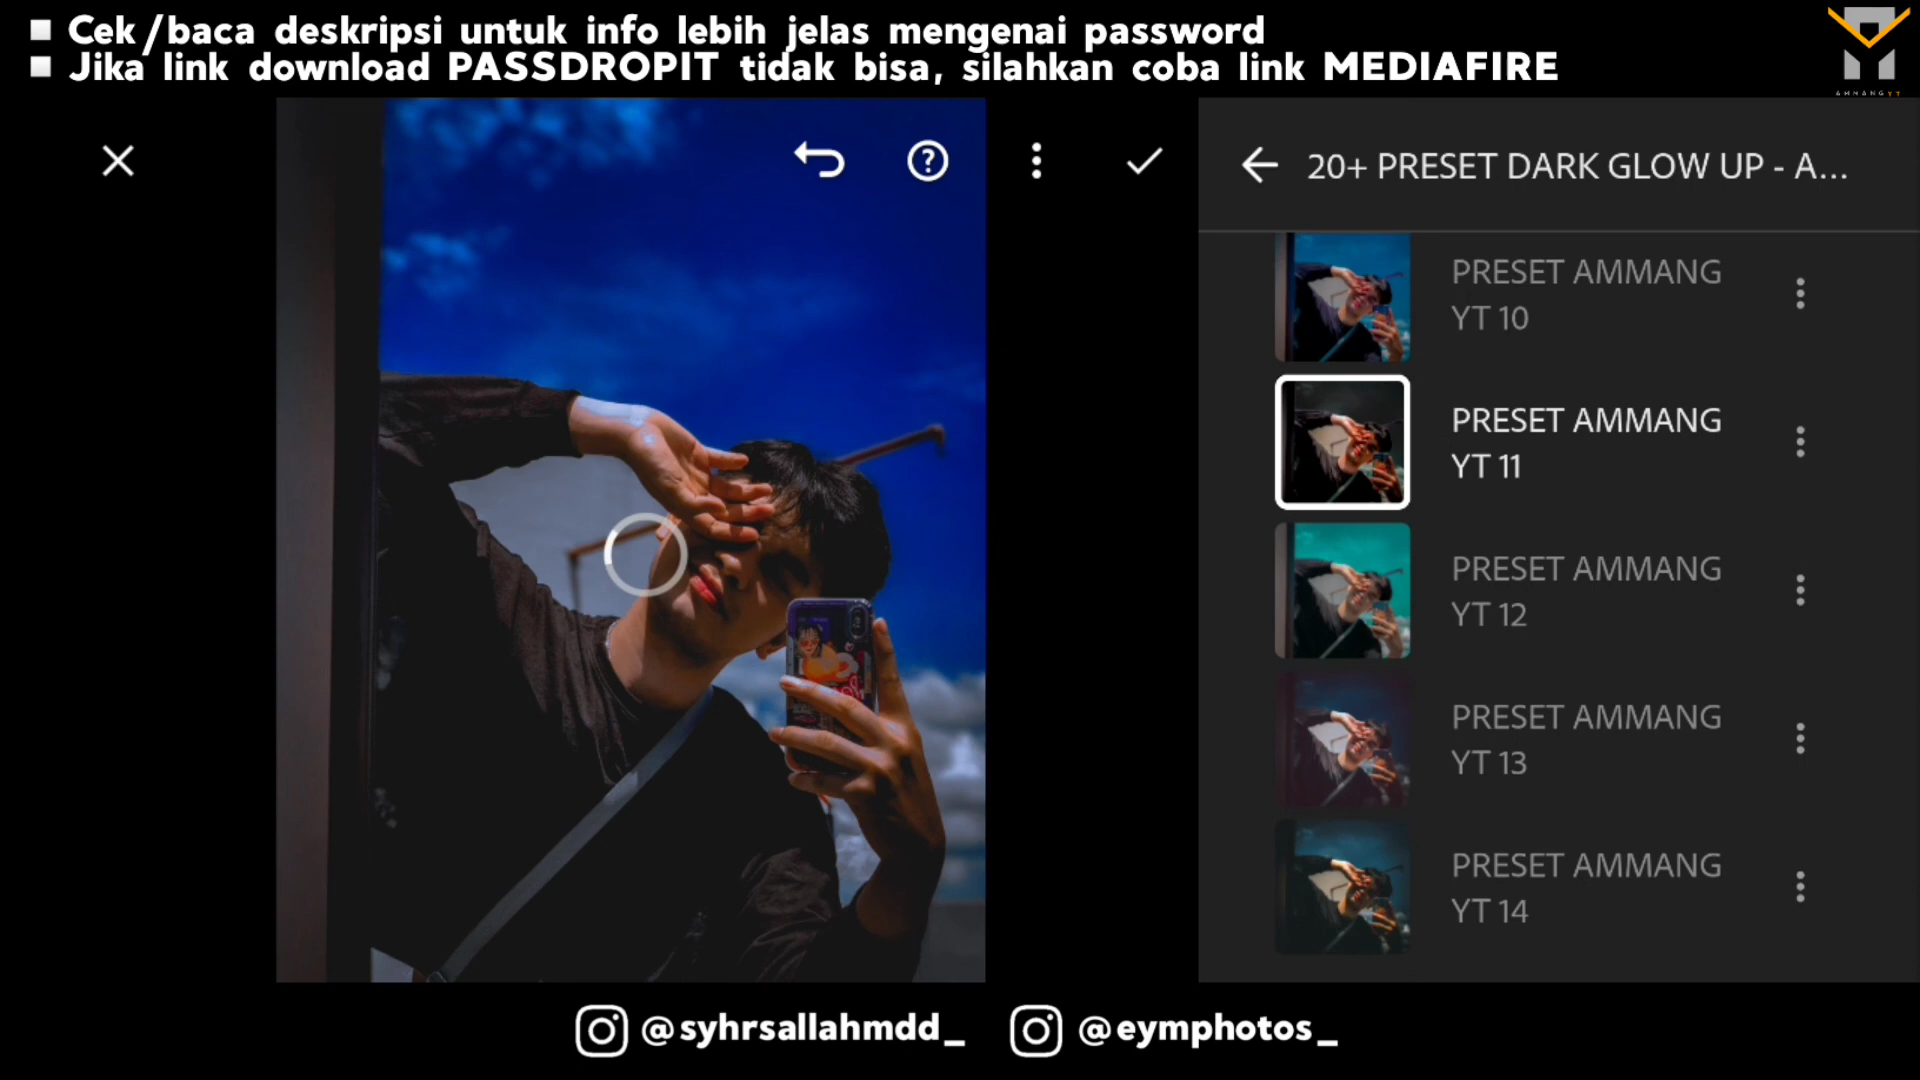 Cek/baca deskripsi untuk info lebih jelas mengenai password
Jika link download PASSDROPIT tidak bisa, silahkan coba link MEDIAFIRE
AMMANGYT
20+ PRESET DARK GLOW UP - A...
PRESET AMMANG
YT 10
PRESET AMMANG
YT 11
PRESET AMMANG
YT 12
PRESET AMMANG
YT 13
PRESET AMMANG
YT 14
@syhrsallahmdd_
@eymphotos_